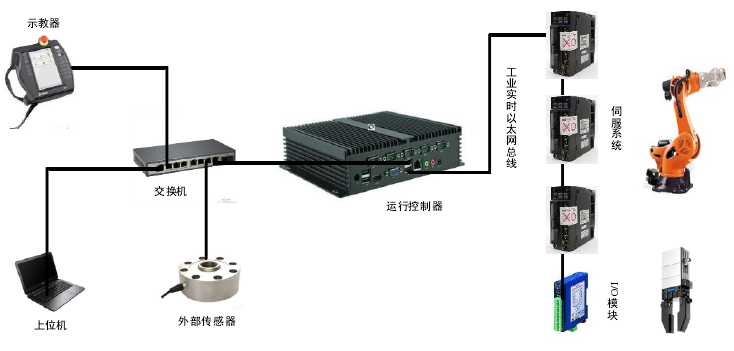 示教器
工业实时以太网总线
伺服系统
交换机
运行控制器
上位机
外部传感器
I/O模块